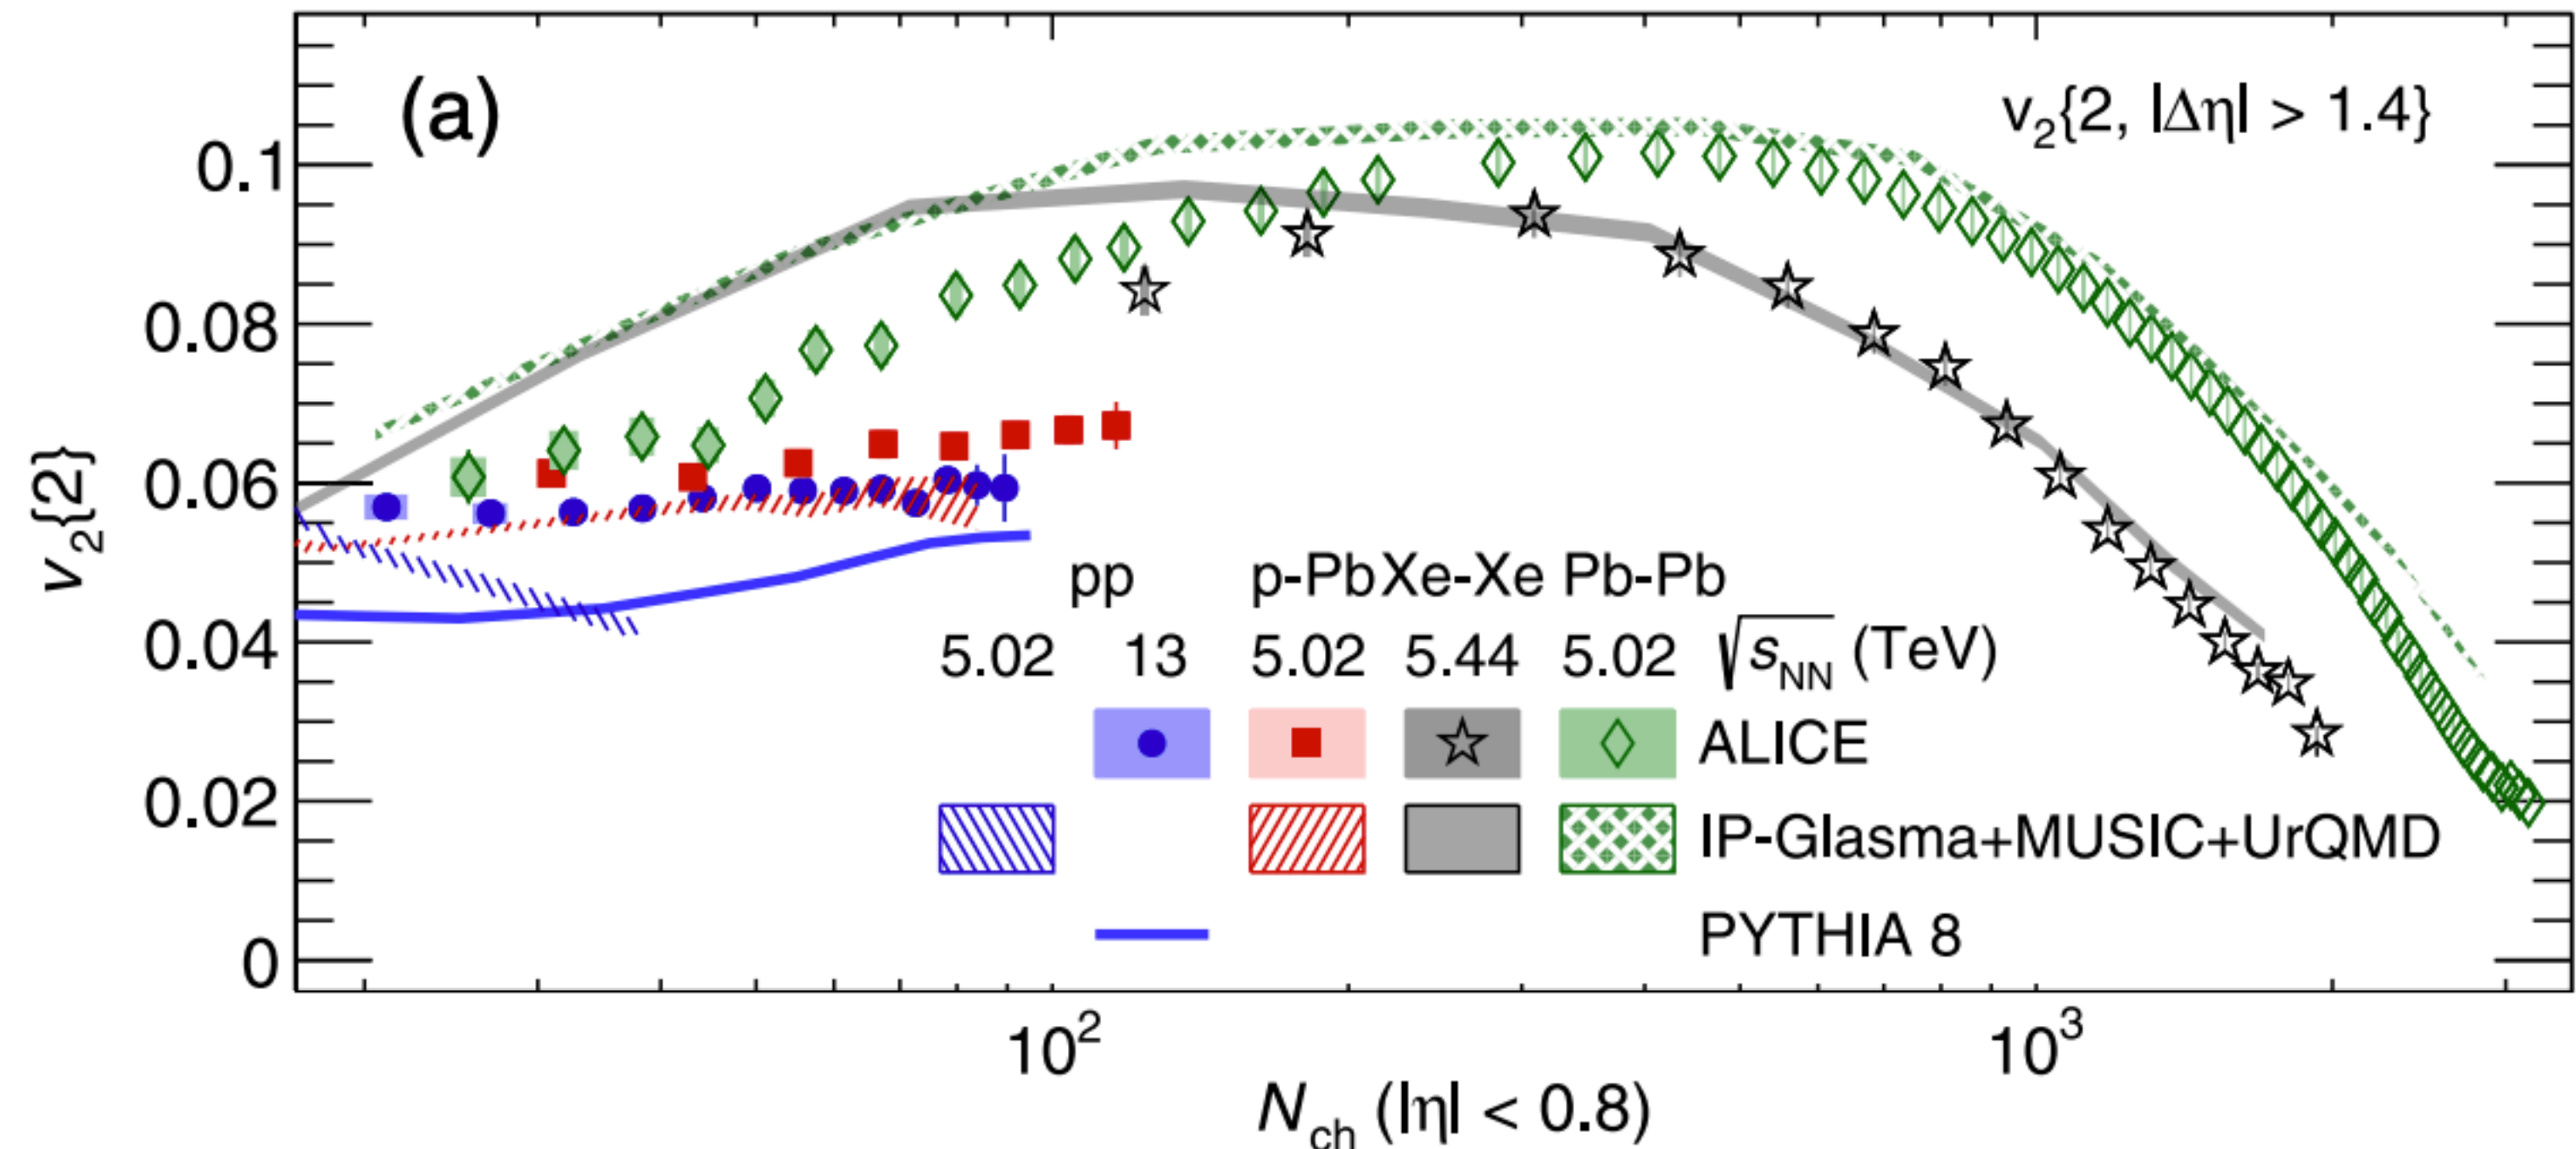 (a)
v₂{2, |Δη| > 1.4}
0.1
0.08
0.06
0.04
0.02
0
v₂{2}
pp p-Pb Xe-Xe Pb-Pb
5.02 13 5.02 5.44 5.02 √sNN (TeV)
ALICE
IP-Glasma+MUSIC+UrQMD
PYTHIA 8
10² 10³
Nch (|η| < 0.8)